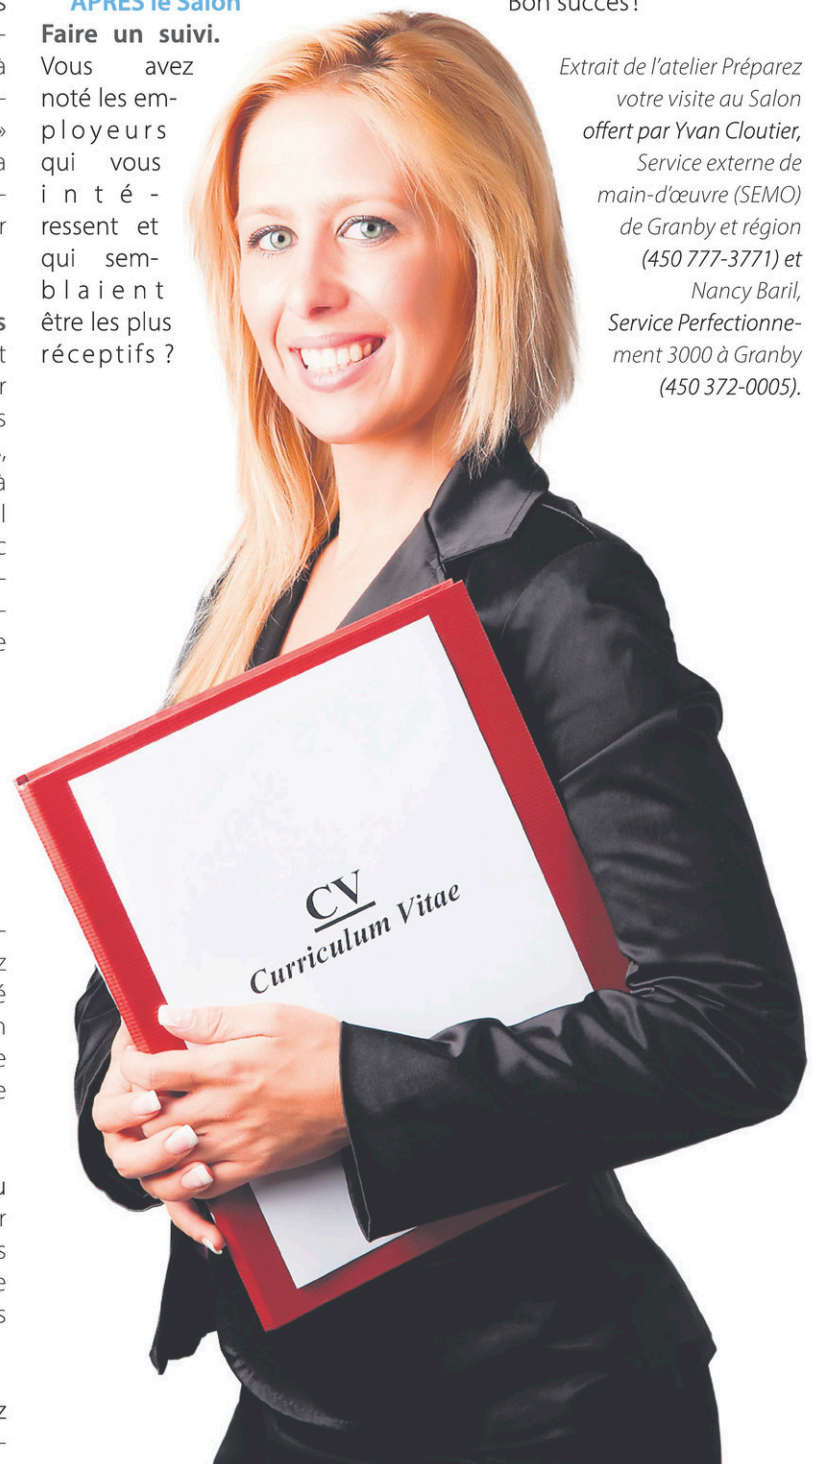 APRÈS le Salon
Faire un suivi.
Vous avez
noté les em-
ployeurs
qui vous
inté-
ressent et
qui sem-
blaient
être les plus
réceptifs ?
Bon succès!
Extrait de l'atelier Préparez
votre visite au Salon
offert par Yvan Cloutier,
Service externe de
main-d'œuvre (SEMO)
de Granby et région
(450 777-3771) et
Nancy Baril,
Service Perfectionne-
ment 3000 à Granby
(450 372-0005).
CV
Curriculum Vitae